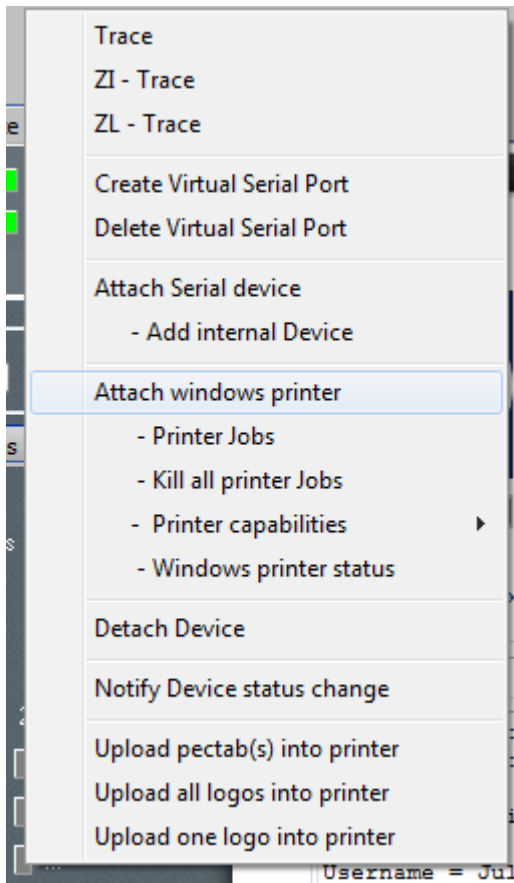 Trace
ZI - Trace
ZL - Trace
Create Virtual Serial Port
Delete Virtual Serial Port
Attach Serial device
- Add internal Device
Attach windows printer
- Printer Jobs
- Kill all printer Jobs
- Printer capabilities
- Windows printer status
Detach Device
Notify Device status change
Upload pectab(s) into printer
Upload all logos into printer
Upload one logo into printer
Username = Jul